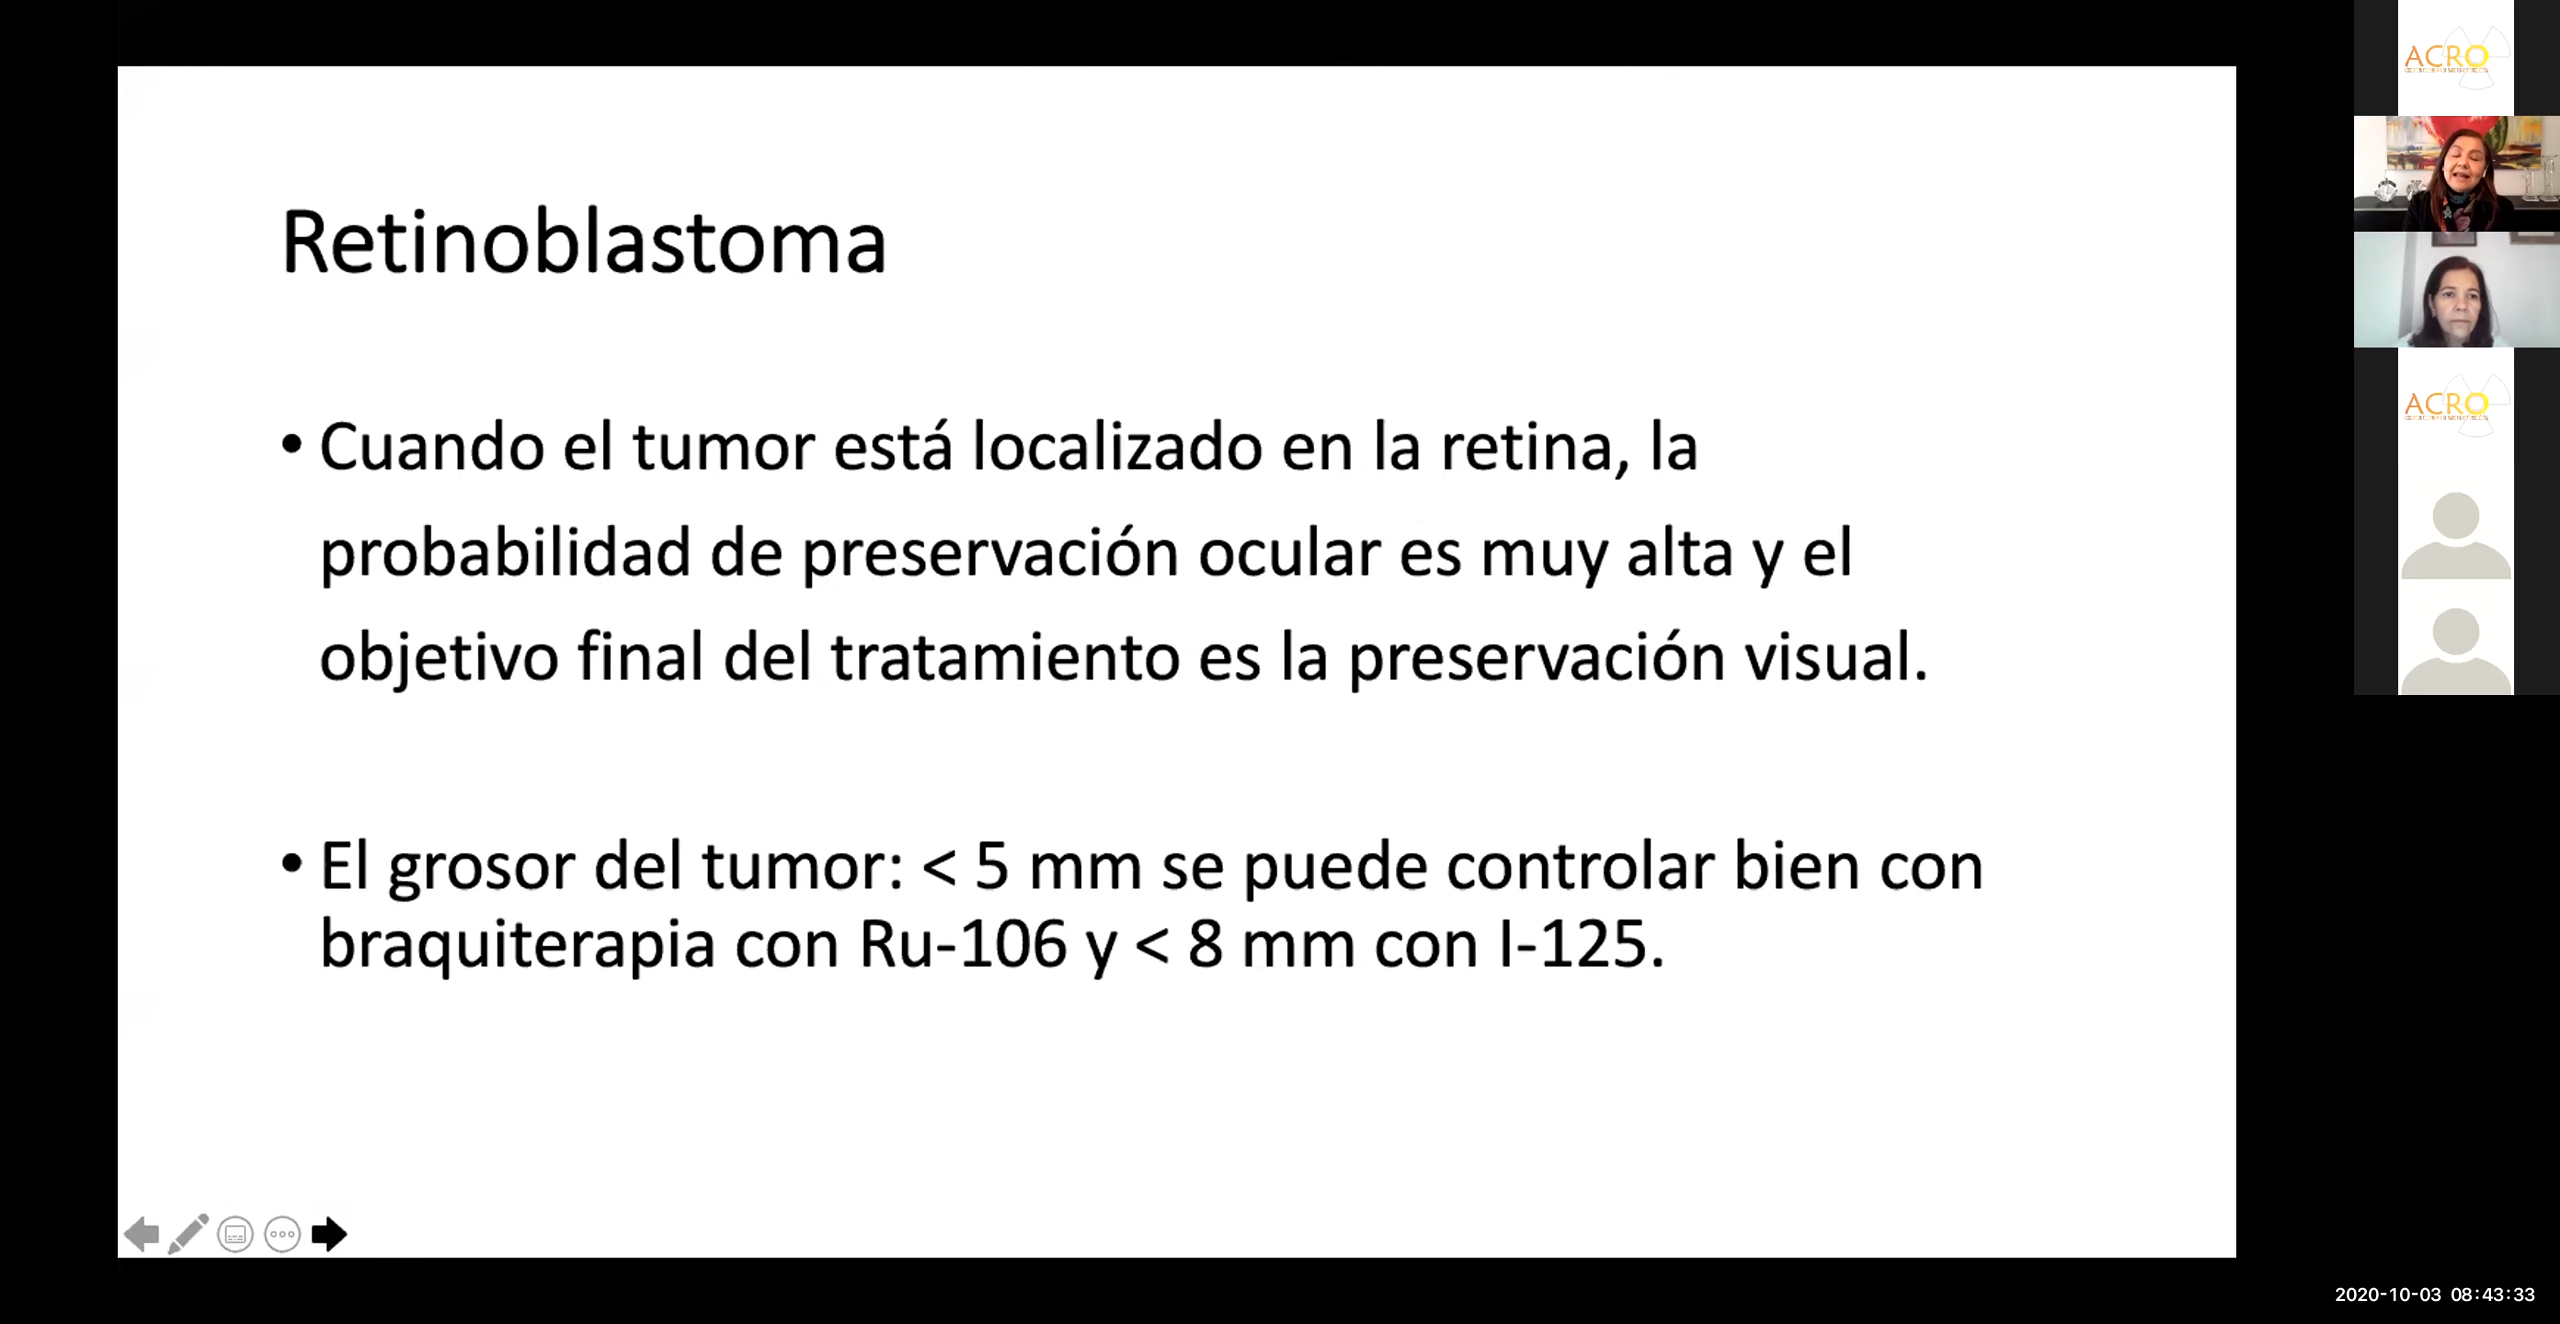 Retinoblastoma
• Cuando el tumor está localizado en la retina, la
probabilidad de preservación ocular es muy alta y el
objetivo final del tratamiento es la preservación visual.
• El grosor del tumor: < 5 mm se puede controlar bien con
braquiterapia con Ru-106 y < 8 mm con I-125.
ACRO
ACRO
2020-10-03 08:43:33